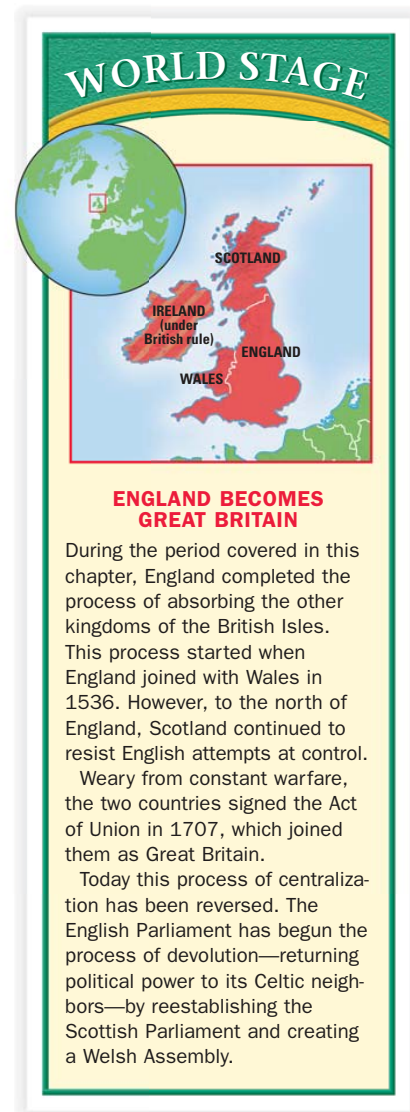 WORLD STAGE
SCOTLAND
IRELAND
(under
British rule)
ENGLAND
WALES
ENGLAND BECOMES
GREAT BRITAIN
During the period covered in this
chapter, England completed the
process of absorbing the other
kingdoms of the British Isles.
This process started when
England joined with Wales in
1536. However, to the north of
England, Scotland continued to
resist English attempts at control.
Weary from constant warfare,
the two countries signed the Act
of Union in 1707, which joined
them as Great Britain.
Today this process of centraliza-
tion has been reversed. The
English Parliament has begun the
process of devolution—returning
political power to its Celtic neigh-
bors—by reestablishing the
Scottish Parliament and creating
a Welsh Assembly.